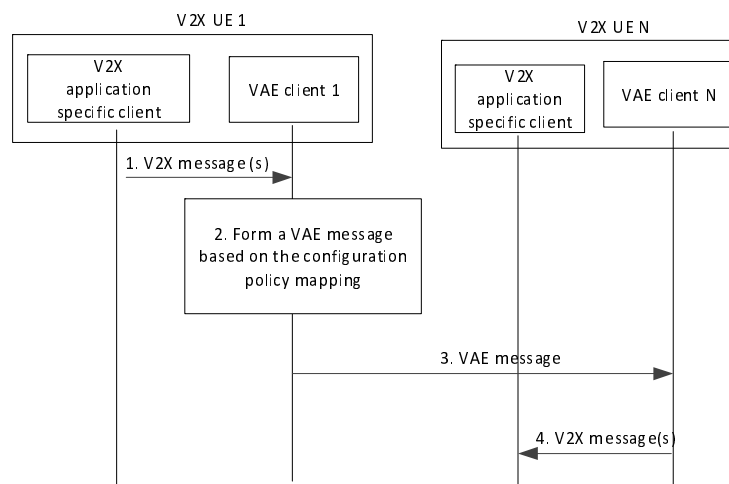 V2X UE 1
V2X
application
specific client
VAE client 1
V2X UE N
V2X
application
specific client
VAE client N
1. V2X message(s)
2. Form a VAE message
based on the configuration
policy mapping
3. VAE message
4. V2X message(s)